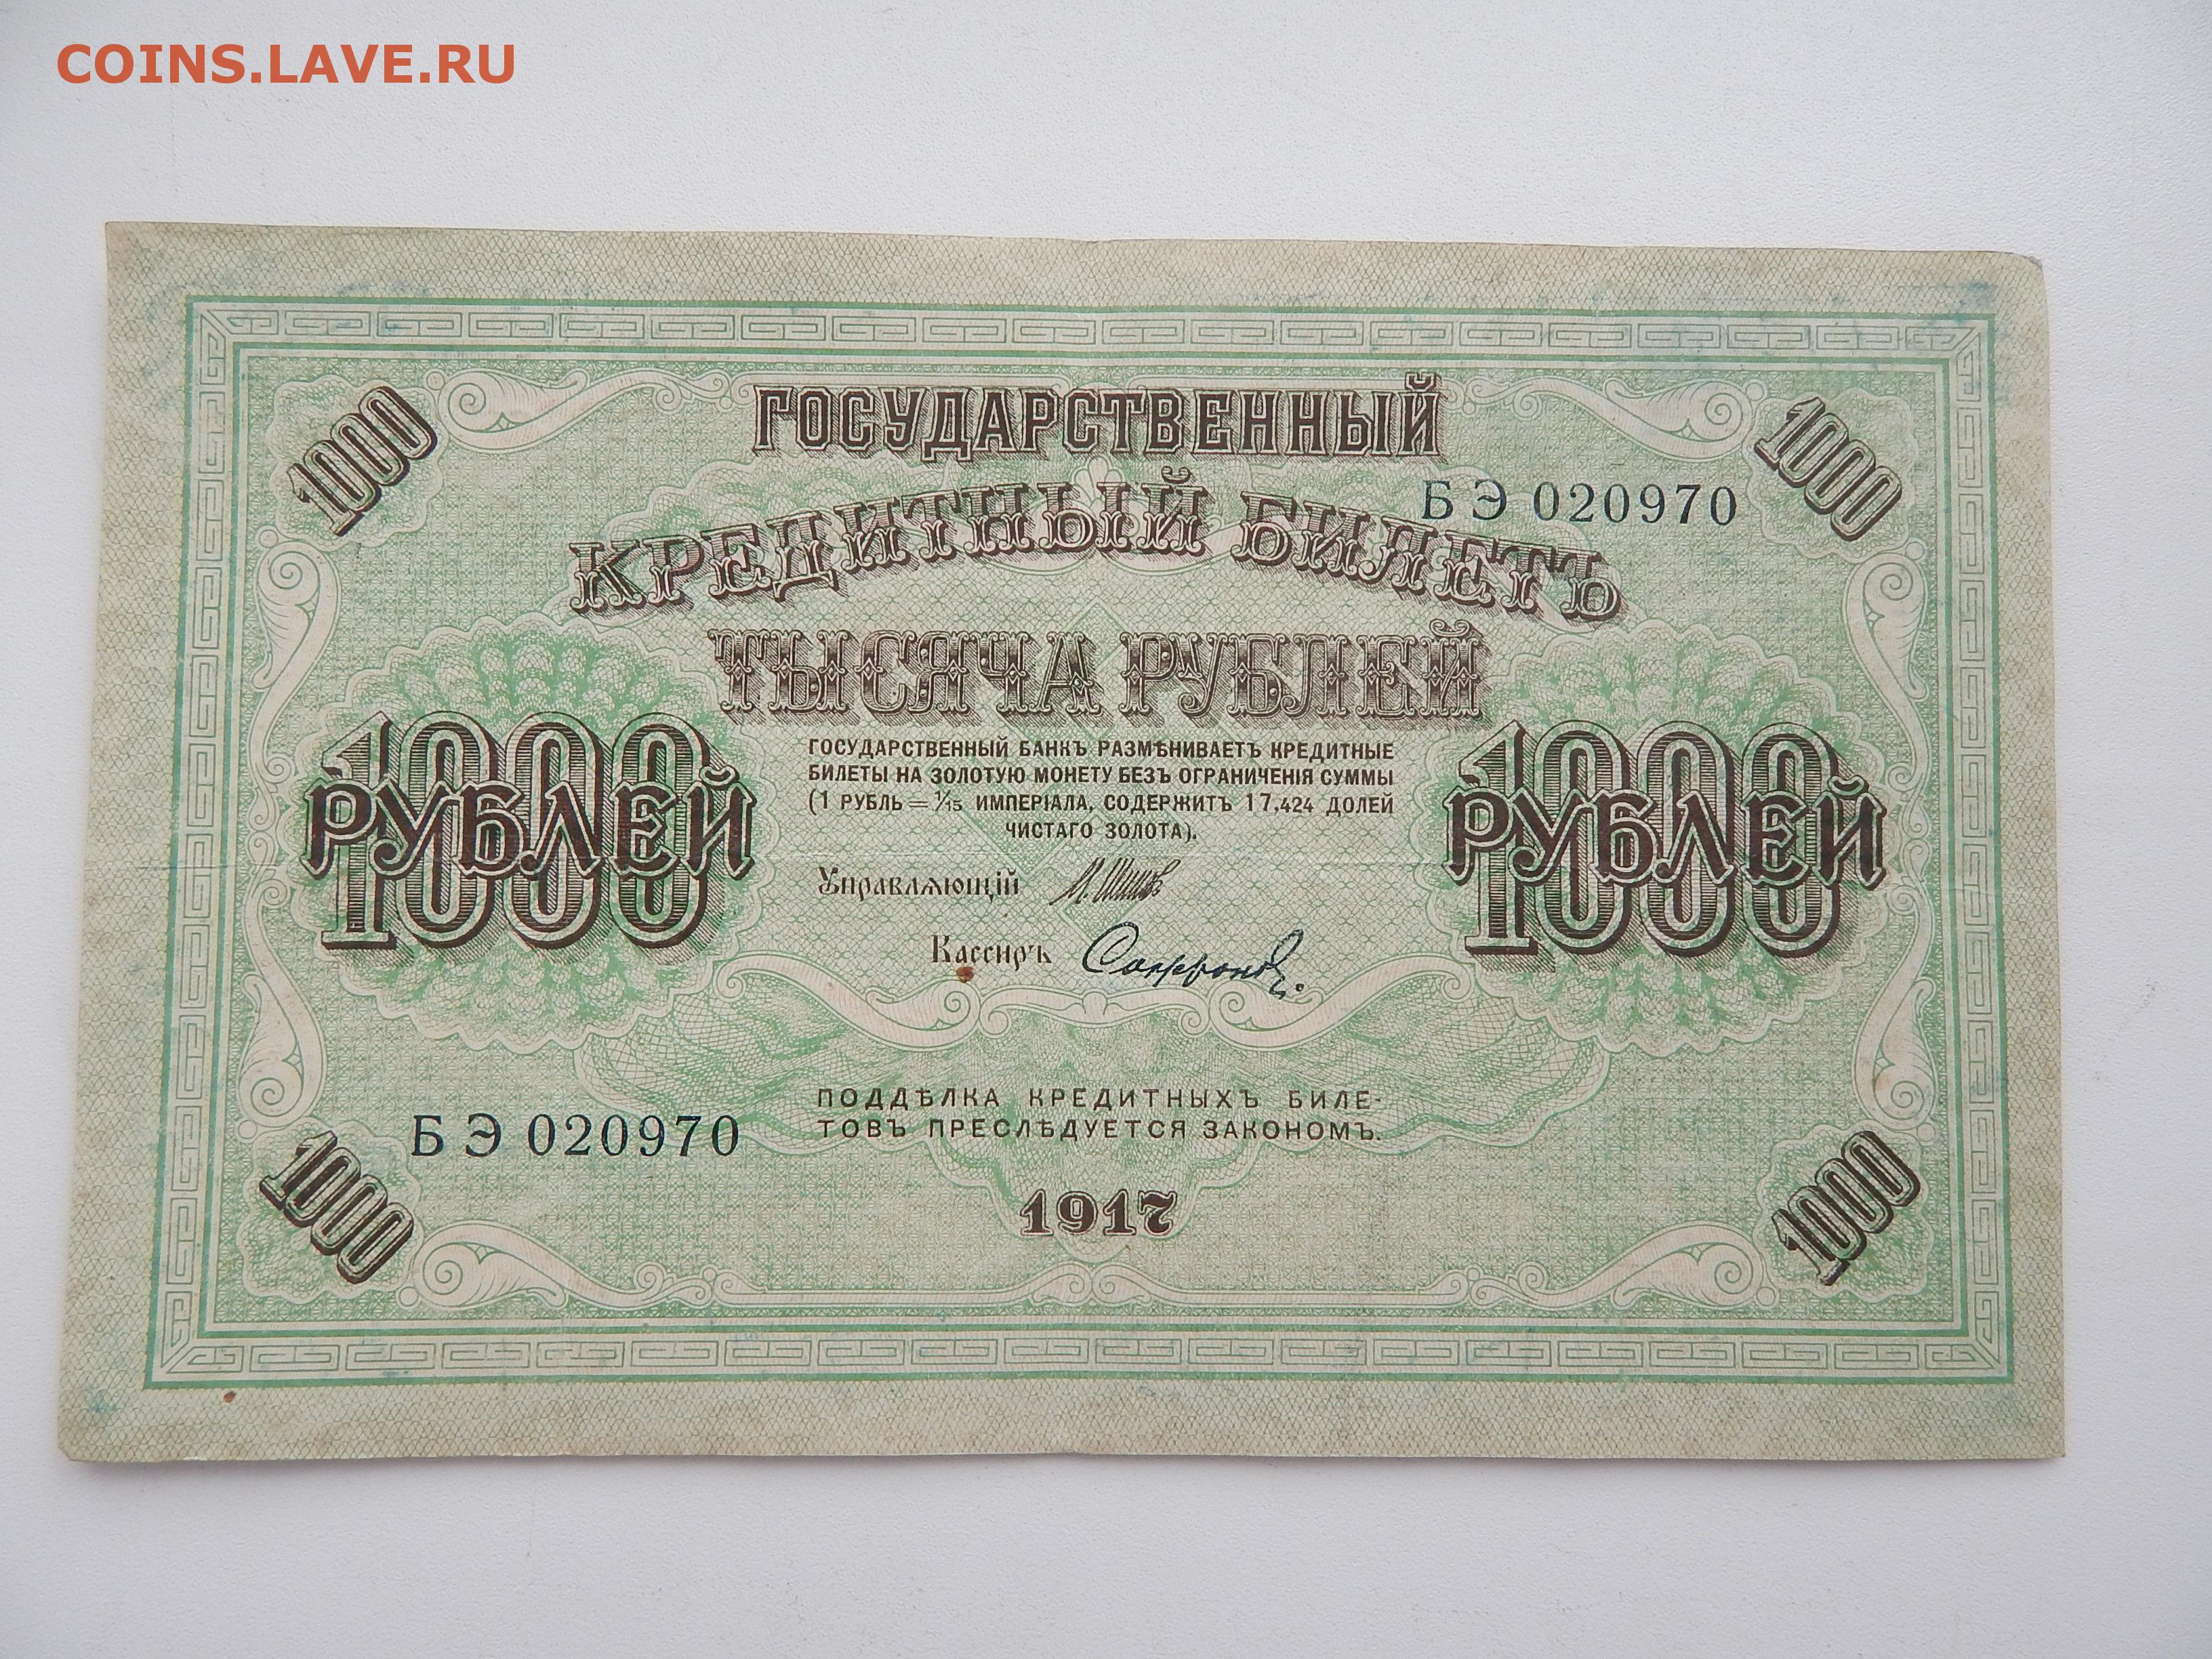 COINS.LAVE.RU
1000
1000
ГОСУДАРСТВЕННЫЙ
БЭ 020970
КРЕДИТНЫЙ БИЛЕТЪ
ТЫСЯЧА РУБЛЕЙ
1000
РУБЛЕЙ
1000
РУБЛЕЙ
ГОСУДАРСТВЕННЫЙ БАНКЪ РАЗМѢНИВАЕТЪ КРЕДИТНЫЕ
БИЛЕТЫ НА ЗОЛОТУЮ МОНЕТУ БЕЗЪ ОГРАНИЧЕНІЯ СУММЫ
(1 РУБЛЬ = 1/15 ИМПЕРІАЛА, СОДЕРЖИТЪ 17,424 ДОЛЕЙ
ЧИСТАГО ЗОЛОТА).
Управляющій И. Шиповъ
Кассиръ Сафроновъ
ПОДДѢЛКА КРЕДИТНЫХЪ БИЛЕ-
ТОВЪ ПРЕСЛѢДУЕТСЯ ЗАКОНОМЪ.
БЭ 020970
1000
1000
1917